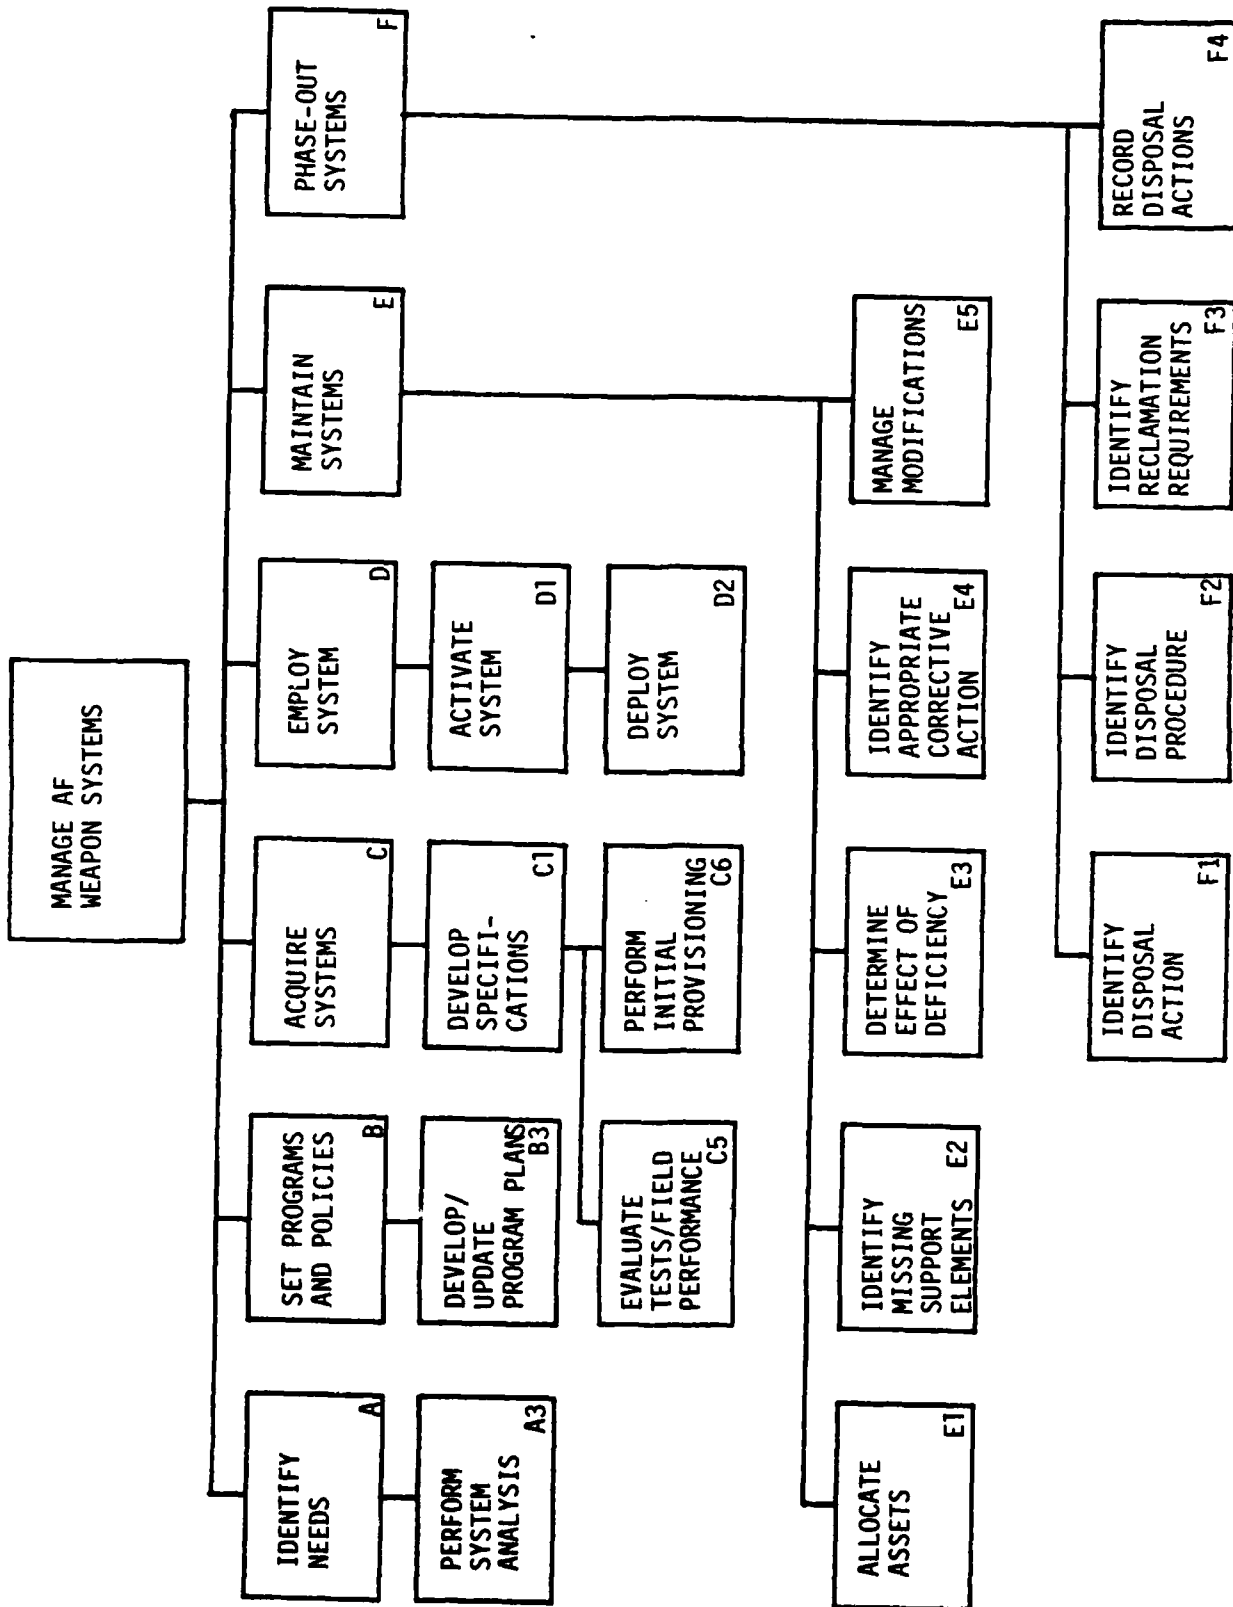 MANAGE AF
WEAPON SYSTEMS
IDENTIFY
NEEDS
A
SET PROGRAMS
AND POLICIES
B
ACQUIRE
SYSTEMS
C
EMPLOY
SYSTEM
D
MAINTAIN
SYSTEMS
E
PHASE-OUT
SYSTEMS
F
PERFORM
SYSTEM
ANALYSIS
A3
DEVELOP/
UPDATE
PROGRAM PLANS
B3
DEVELOP
SPECIFI-
CATIONS
C1
ACTIVATE
SYSTEM
D1
EVALUATE
TESTS/FIELD
PERFORMANCE
C5
PERFORM
INITIAL
PROVISIONING
C6
DEPLOY
SYSTEM
D2
ALLOCATE
ASSETS
E1
IDENTIFY
MISSING
SUPPORT
ELEMENTS
E2
DETERMINE
EFFECT OF
DEFICIENCY
E3
IDENTIFY
APPROPRIATE
CORRECTIVE
ACTION
E4
MANAGE
MODIFICATIONS
E5
IDENTIFY
DISPOSAL
ACTION
F1
IDENTIFY
DISPOSAL
PROCEDURE
F2
IDENTIFY
RECLAMATION
REQUIREMENTS
F3
RECORD
DISPOSAL
ACTIONS
F4